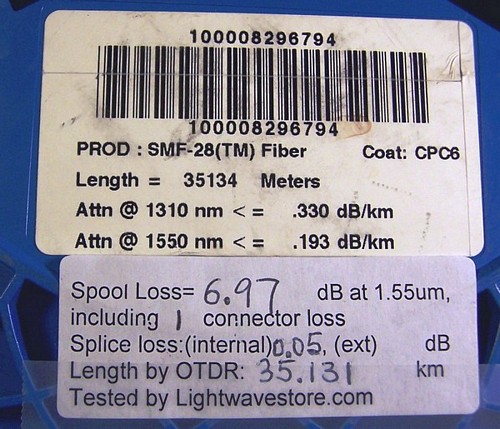 100008296794
100008296794
PROD : SMF-28(TM) Fiber Coat: CPC6
Length = 35134 Meters
Attn @ 1310 nm < = .330 dB/km
Attn @ 1550 nm < = .193 dB/km
Spool Loss= 6.97 dB at 1.55um,
including 1 connector loss
Splice loss:(internal)0.05, (ext) dB
Length by OTDR: 35.131 km
Tested by Lightwavestore.com